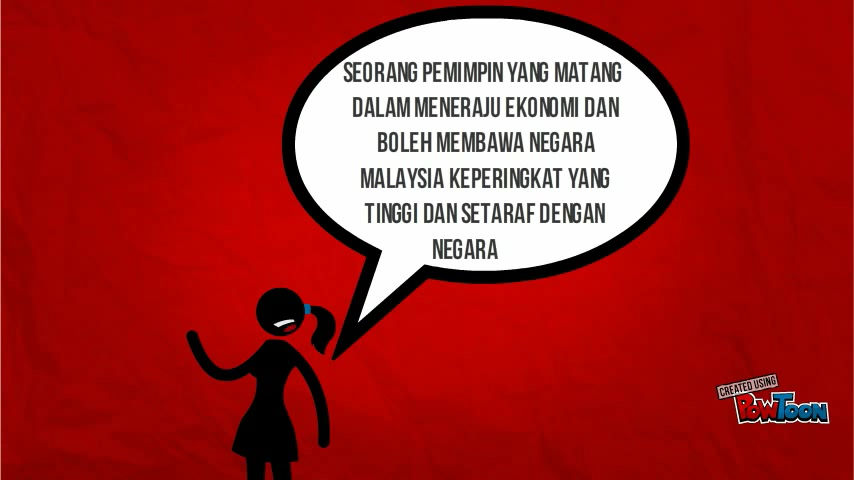 SEORANG PEMIMPIN YANG MATANG
DALAM MENERAJU EKONOMI DAN
BOLEH MEMBAWA NEGARA
MALAYSIA KEPERINGKAT YANG
TINGGI DAN SETARAF DENGAN
NEGARA
CREATED USING
POWTOON